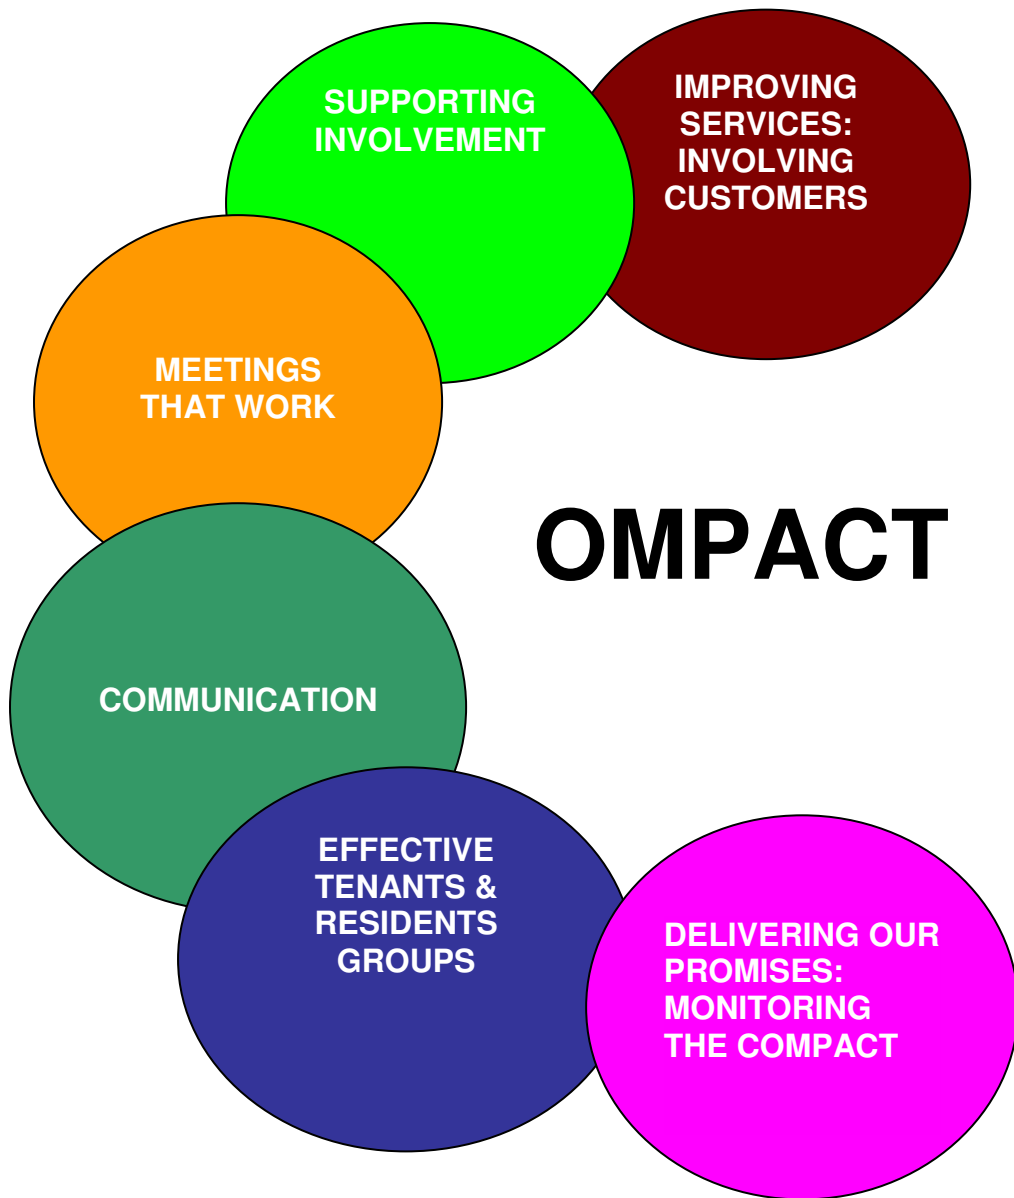 SUPPORTING
INVOLVEMENT
IMPROVING
SERVICES:
INVOLVING
CUSTOMERS
MEETINGS
THAT WORK
OMPACT
COMMUNICATION
EFFECTIVE
TENANTS &
RESIDENTS
GROUPS
DELIVERING OUR
PROMISES:
MONITORING
THE COMPACT